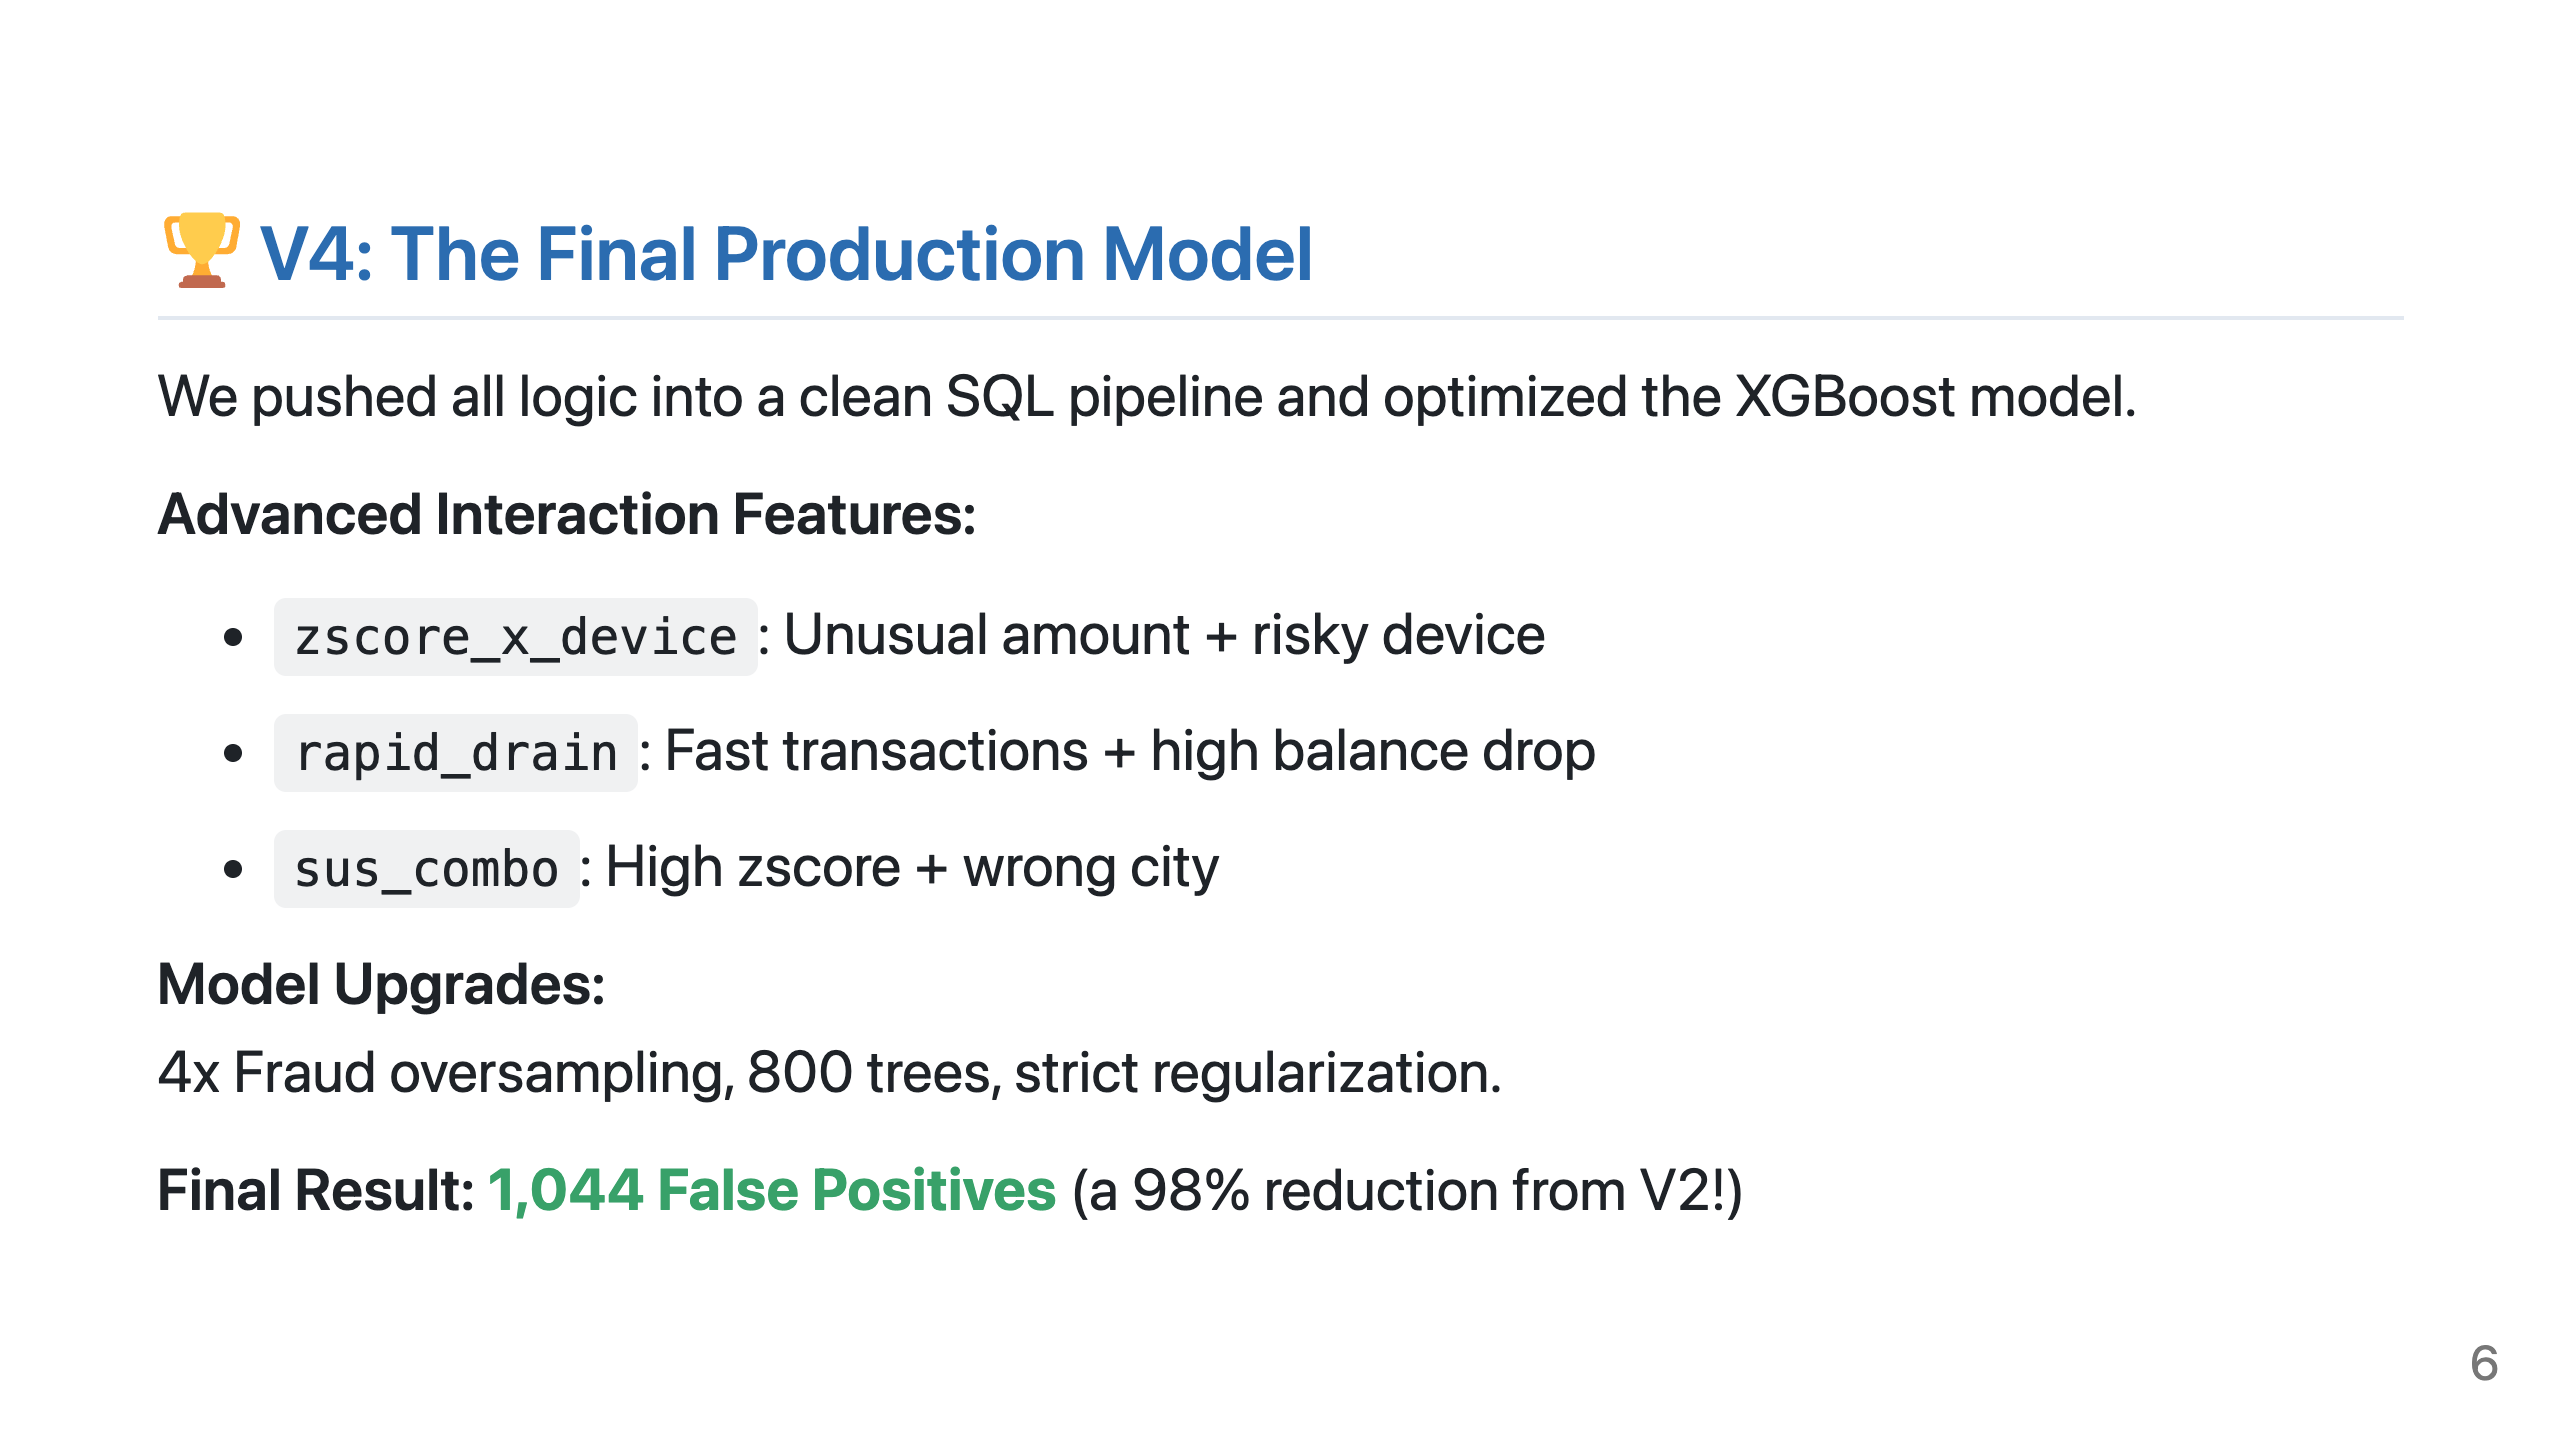 🏆 V4: The Final Production Model
We pushed all logic into a clean SQL pipeline and optimized the XGBoost model.
Advanced Interaction Features:
• zscore_x_device : Unusual amount + risky device
• rapid_drain : Fast transactions + high balance drop
• sus_combo : High zscore + wrong city
Model Upgrades:
4x Fraud oversampling, 800 trees, strict regularization.
Final Result: 1,044 False Positives (a 98% reduction from V2!)
6